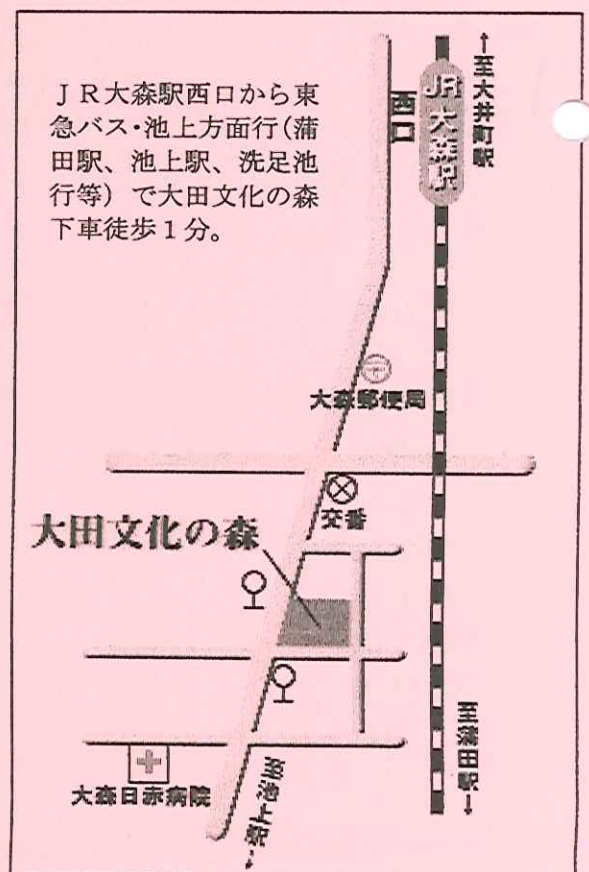 JR大森駅西口から東
急バス・池上方面行(蒲
田駅、池上駅、洗足池
行等)で大田文化の森
下車徒歩1分。
↑至大井町駅
JR大森駅
西口
大森郵便局
交番
大田文化の森
至蒲田駅↓
大森日赤病院
至池上駅↓